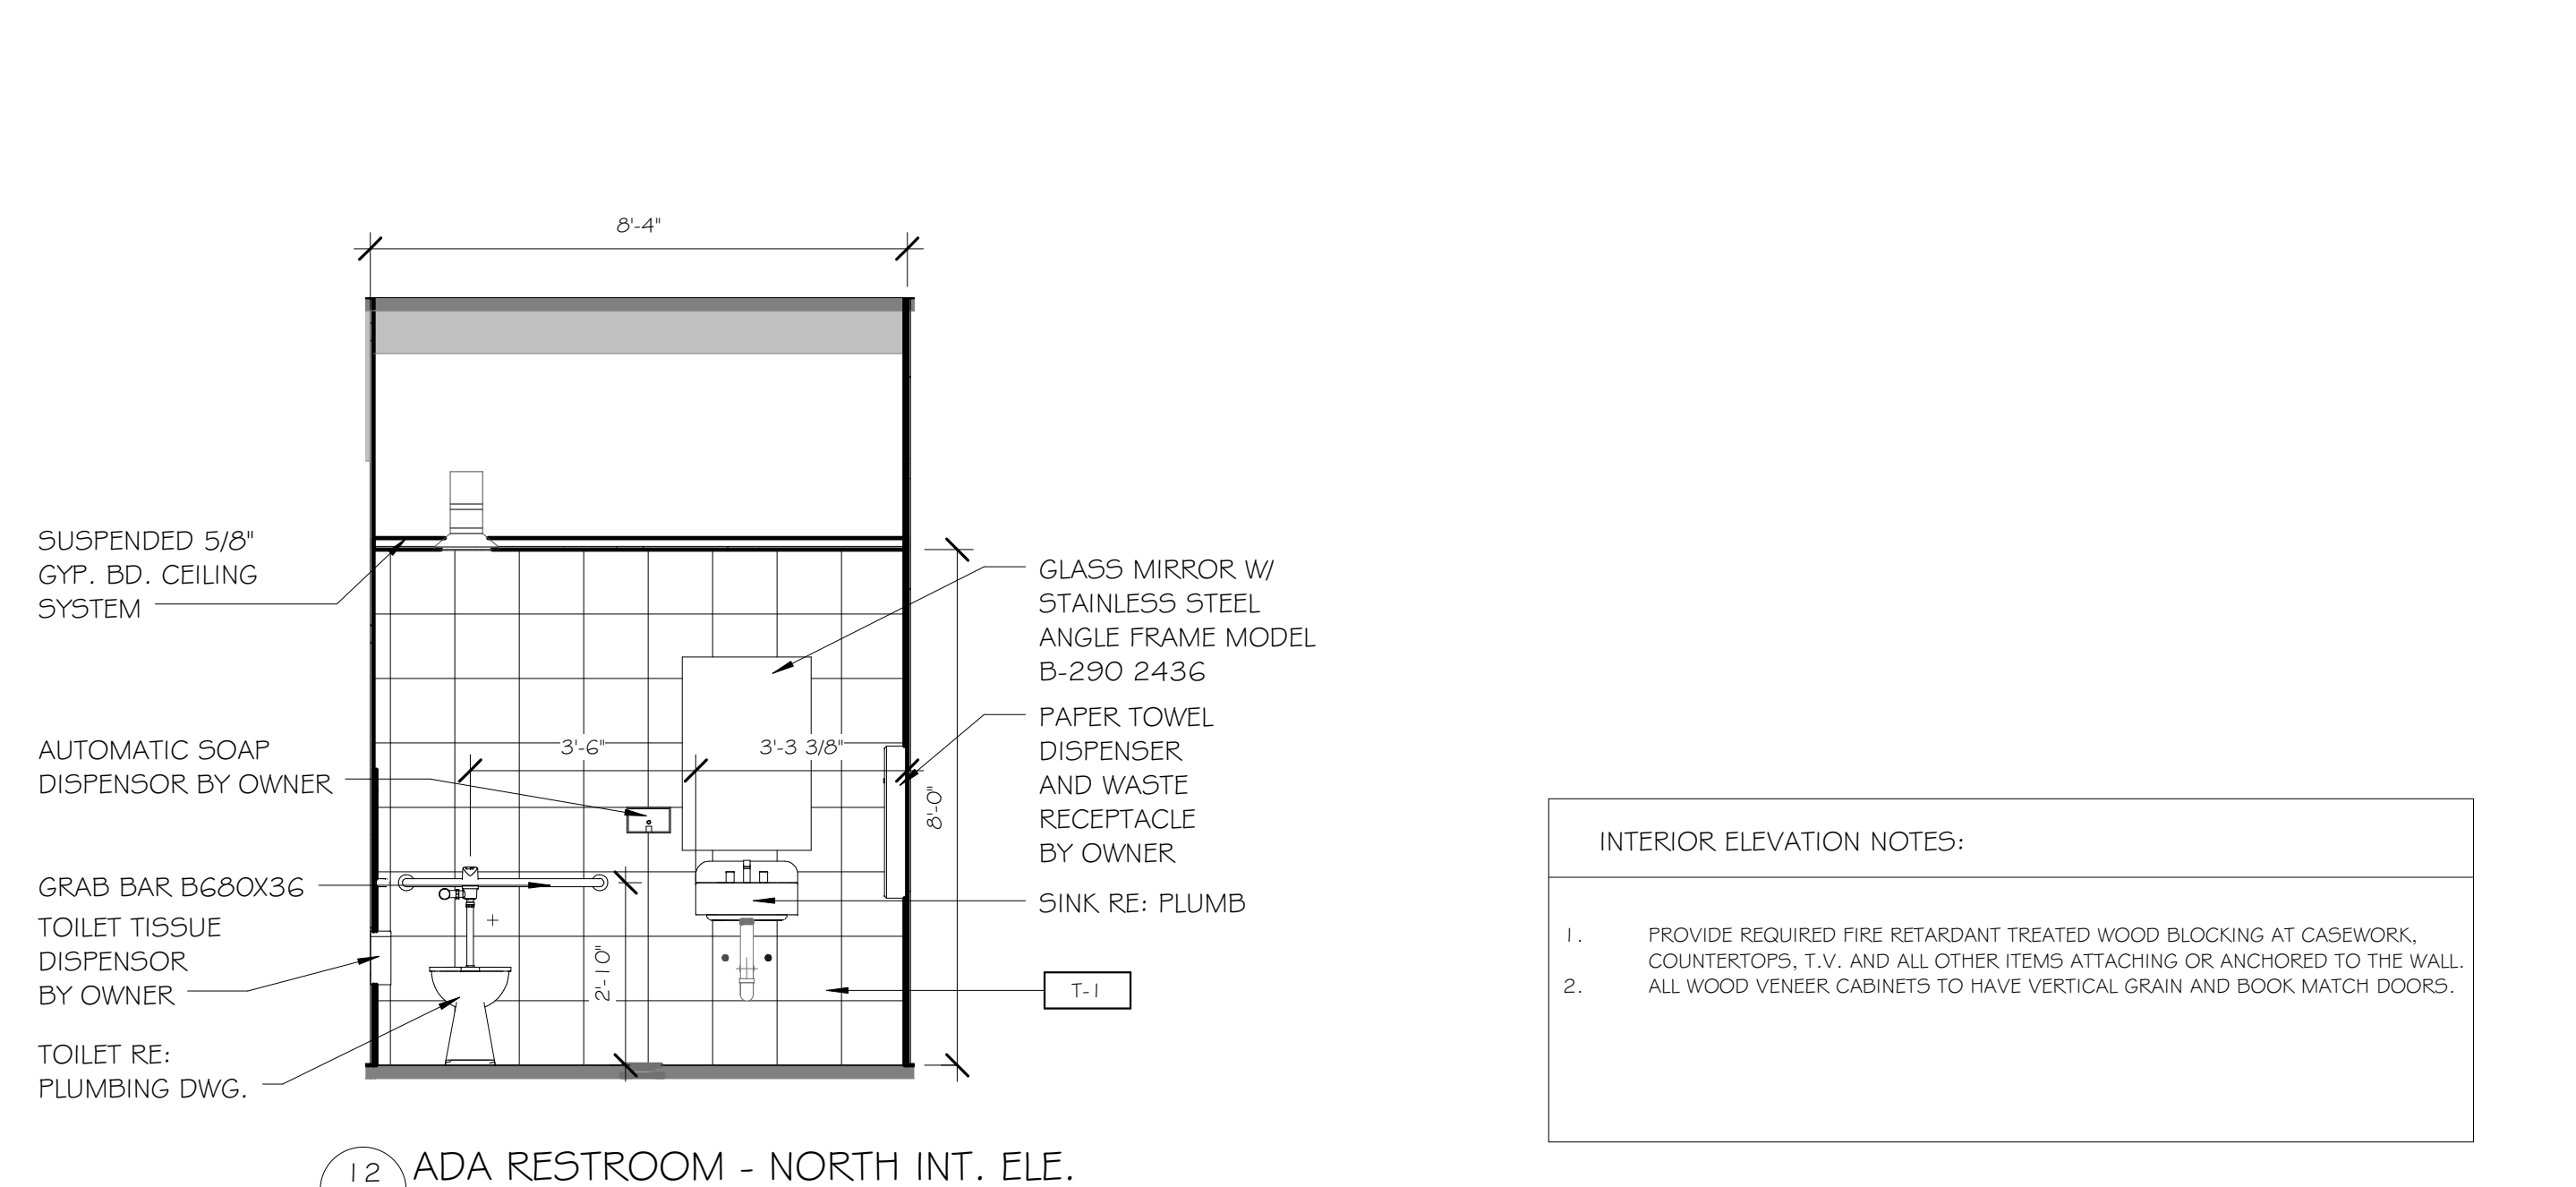 8'-4"
SUSPENDED 5/8"
GYP. BD. CEILING
SYSTEM
AUTOMATIC SOAP
DISPENSOR BY OWNER
GRAB BAR B680X36
TOILET TISSUE
DISPENSOR
BY OWNER
TOILET RE:
PLUMBING DWG.
3'-6"
3'-3 3/8"
2'-10"
8'-0"
GLASS MIRROR W/
STAINLESS STEEL
ANGLE FRAME MODEL
B-290 2436
PAPER TOWEL
DISPENSER
AND WASTE
RECEPTACLE
BY OWNER
SINK RE: PLUMB
T-1
12
ADA RESTROOM - NORTH INT. ELE.
INTERIOR ELEVATION NOTES:
1. PROVIDE REQUIRED FIRE RETARDANT TREATED WOOD BLOCKING AT CASEWORK,
COUNTERTOPS, T.V. AND ALL OTHER ITEMS ATTACHING OR ANCHORED TO THE WALL.
2. ALL WOOD VENEER CABINETS TO HAVE VERTICAL GRAIN AND BOOK MATCH DOORS.